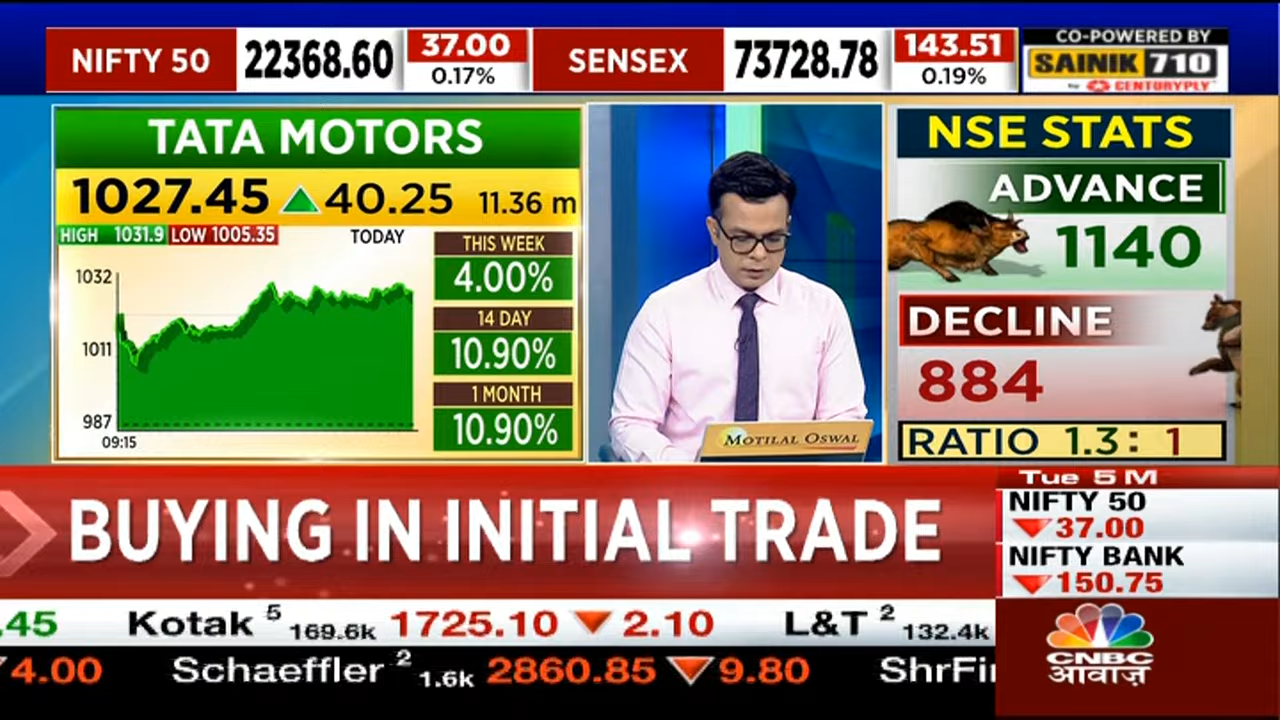 NIFTY 50 22368.60 37.00 0.17% SENSEX 73728.78 143.51 0.19%
CO-POWERED BY
SAINIK 710
by CENTURYPLY
TATA MOTORS
1027.45 40.25 11.36 m
HIGH 1031.9 LOW 1005.35 TODAY
1032
1011
987
09:15
THIS WEEK
4.00%
14 DAY
10.90%
1 MONTH
10.90%
MOTILAL OSWAL
NSE STATS
ADVANCE
1140
DECLINE
884
RATIO 1.3 : 1
BUYING IN INITIAL TRADE
Tue 5 M
NIFTY 50
37.00
NIFTY BANK
150.75
.45 Kotak 5 169.6k 1725.10 2.10 L&T 2 132.4k
4.00 Schaeffler 2 1.6k 2860.85 9.80 ShrFi
CNBC
आवाज़